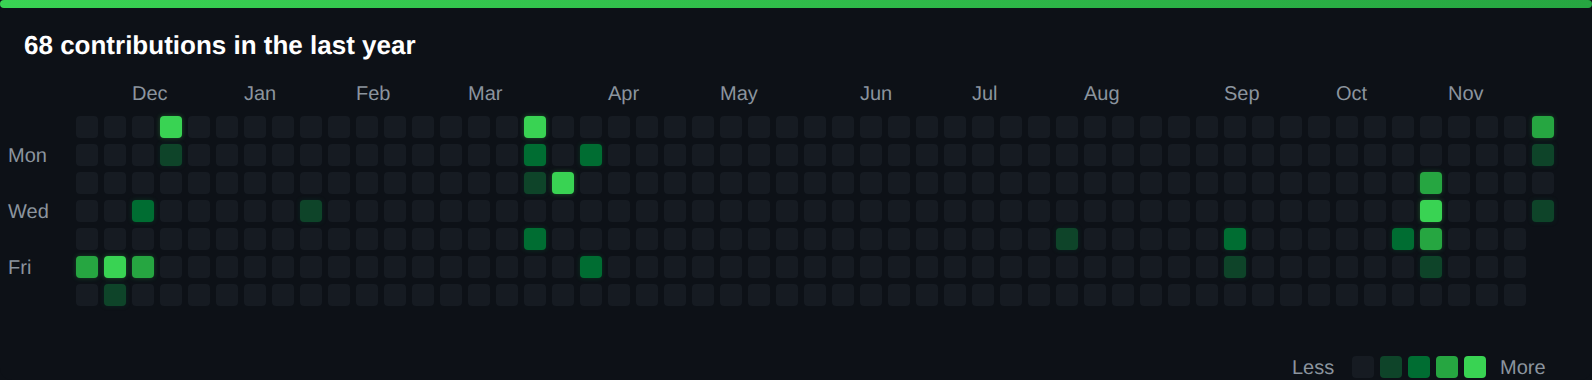 68 contributions in the last year
Dec Jan Feb Mar Apr May Jun Jul Aug Sep Oct Nov
Mon
Wed
Fri
Less More